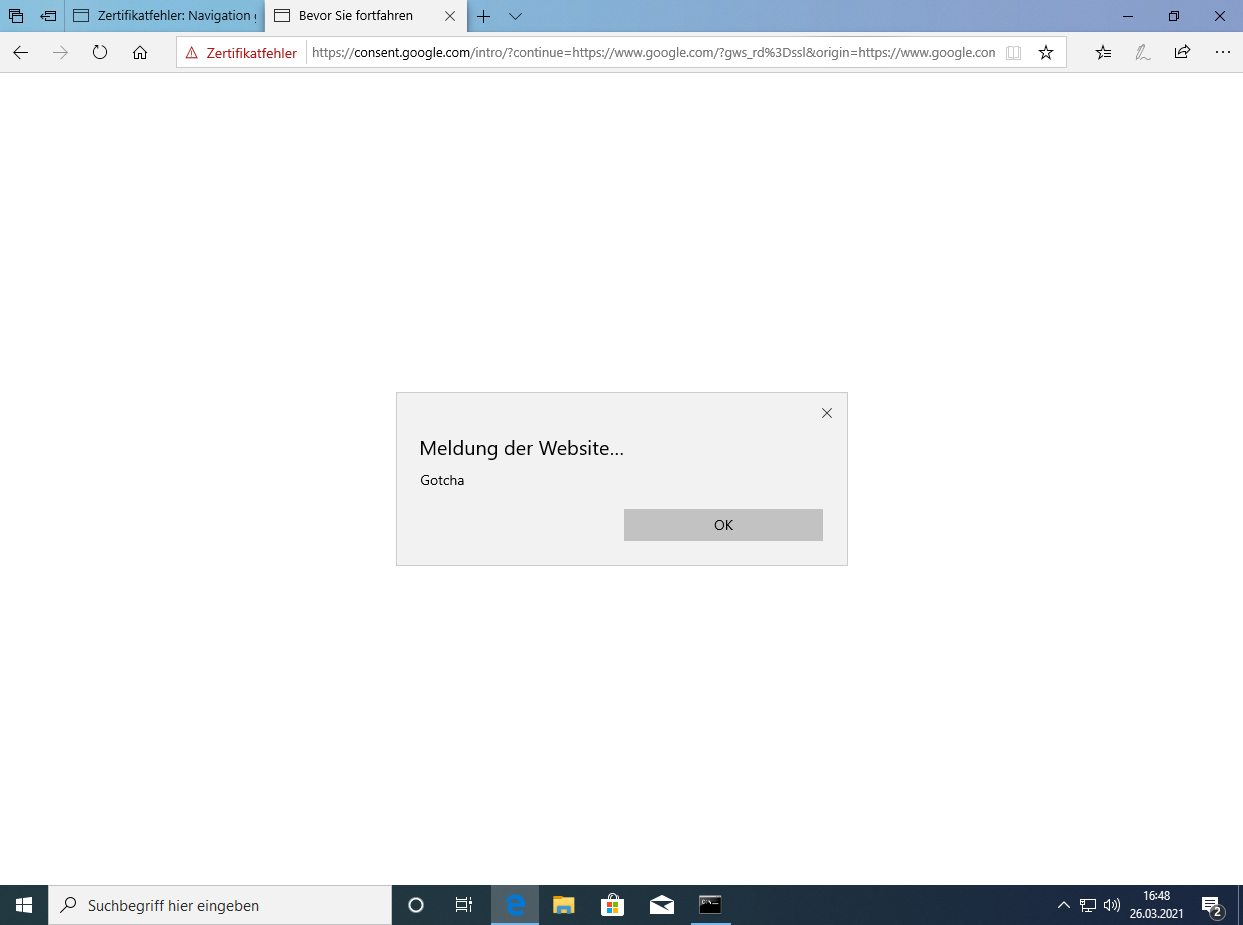 Zertifikatfehler: Navigation
Bevor Sie fortfahren
Zertifikatfehler
https://consent.google.com/intro/?continue=https://www.google.com/?gws_rd%3Dssl&origin=https://www.google.con
Meldung der Website...
Gotcha
OK
Suchbegriff hier eingeben
16:48
26.03.2021
2